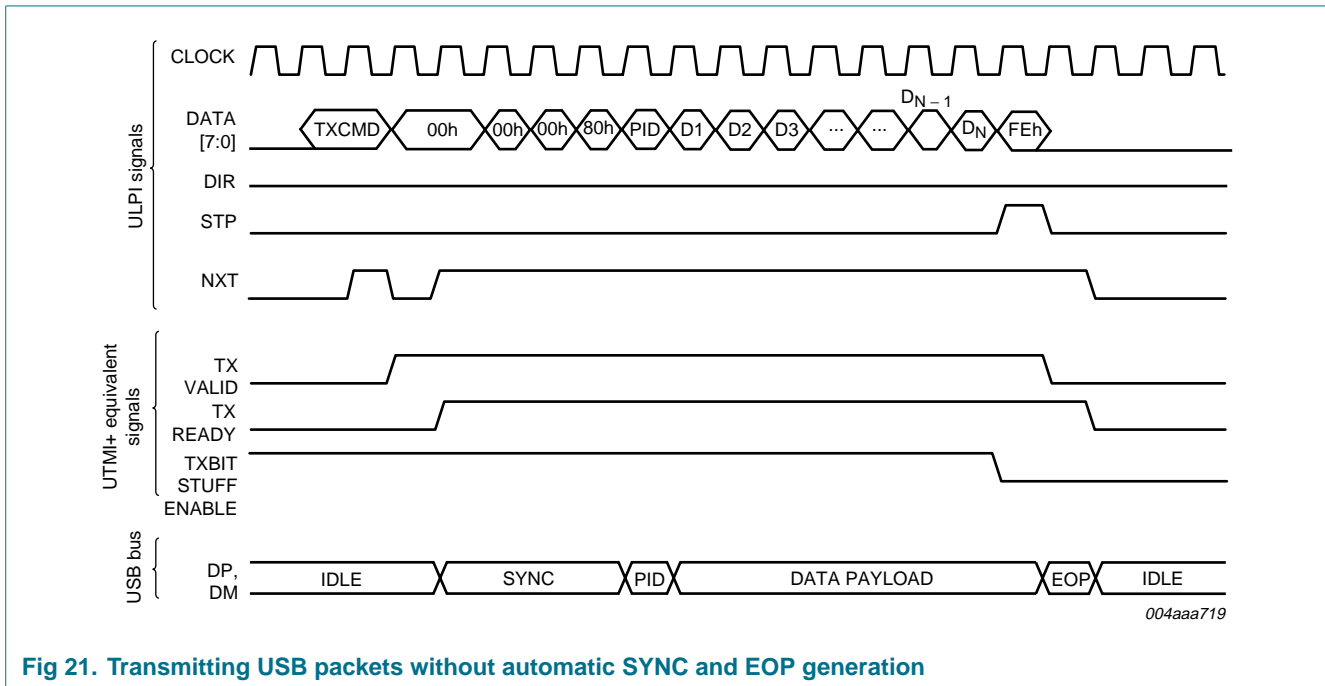 CLOCK
DATA
[7:0]
TXCMD 00h 00h 00h 80h PID D1 D2 D3 ... ... DN – 1 DN FEh
DIR
STP
NXT
ULPI signals
TX
VALID
TX
READY
TXBIT
STUFF
ENABLE
UTMI+ equivalent
signals
DP,
DM
IDLE SYNC PID DATA PAYLOAD EOP IDLE
USB bus
004aaa719
Fig 21. Transmitting USB packets without automatic SYNC and EOP generation